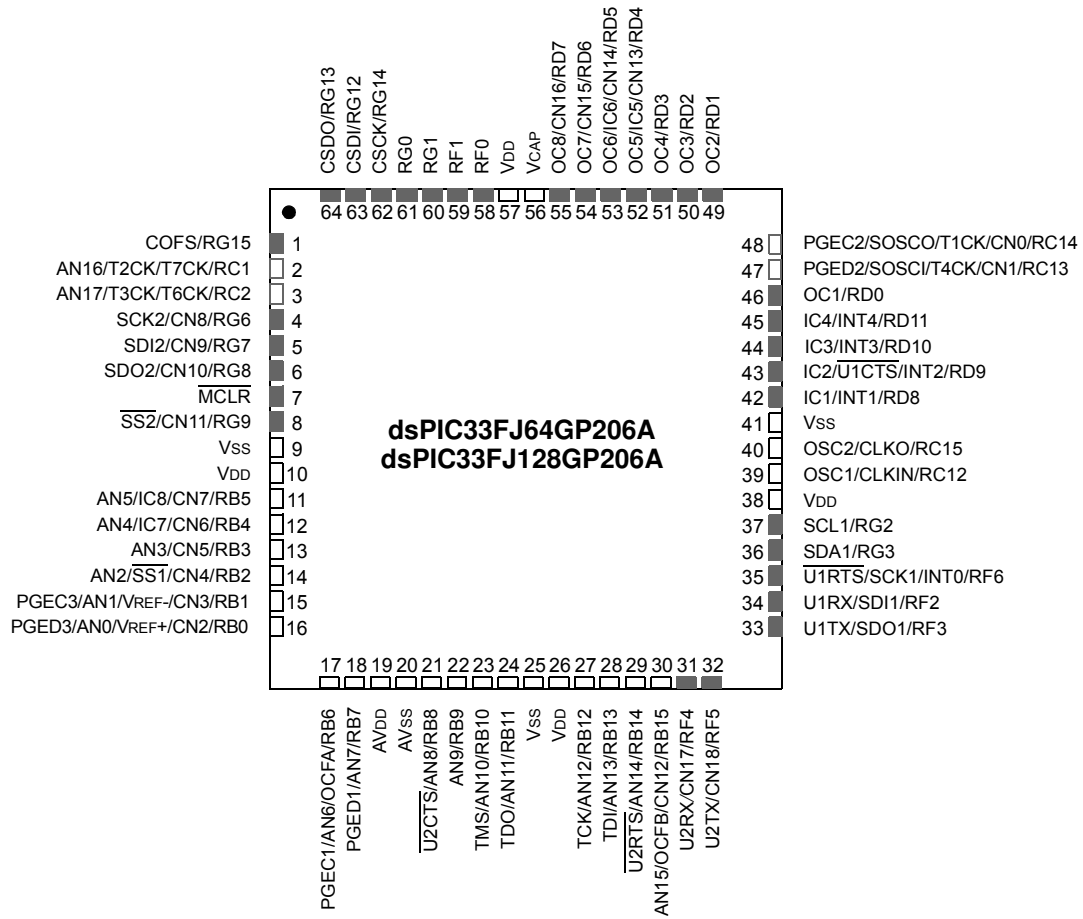 CSDO/RG13
CSDI/RG12
CSCK/RG14
RG0
RG1
RF1
RF0
VDD
VCAP
OC8/CN16/RD7
OC7/CN15/RD6
OC6/IC6/CN14/RD5
OC5/IC5/CN13/RD4
OC4/RD3
OC3/RD2
OC2/RD1
64 63 62 61 60 59 58 57 56 55 54 53 52 51 50 49
COFS/RG15 1
AN16/T2CK/T7CK/RC1 2
AN17/T3CK/T6CK/RC2 3
SCK2/CN8/RG6 4
SDI2/CN9/RG7 5
SDO2/CN10/RG8 6
MCLR 7
SS2/CN11/RG9 8
VSS 9
VDD 10
AN5/IC8/CN7/RB5 11
AN4/IC7/CN6/RB4 12
AN3/CN5/RB3 13
AN2/SS1/CN4/RB2 14
PGEC3/AN1/VREF-/CN3/RB1 15
PGED3/AN0/VREF+/CN2/RB0 16
dsPIC33FJ64GP206A
dsPIC33FJ128GP206A
48 PGEC2/SOSCO/T1CK/CN0/RC14
47 PGED2/SOSCI/T4CK/CN1/RC13
46 OC1/RD0
45 IC4/INT4/RD11
44 IC3/INT3/RD10
43 IC2/U1CTS/INT2/RD9
42 IC1/INT1/RD8
41 VSS
40 OSC2/CLKO/RC15
39 OSC1/CLKIN/RC12
38 VDD
37 SCL1/RG2
36 SDA1/RG3
35 U1RTS/SCK1/INT0/RF6
34 U1RX/SDI1/RF2
33 U1TX/SDO1/RF3
17 18 19 20 21 22 23 24 25 26 27 28 29 30 31 32
PGEC1/AN6/OCFA/RB6
PGED1/AN7/RB7
AVDD
AVSS
U2CTS/AN8/RB8
AN9/RB9
TMS/AN10/RB10
TDO/AN11/RB11
VSS
VDD
TCK/AN12/RB12
TDI/AN13/RB13
U2RTS/AN14/RB14
AN15/OCFB/CN12/RB15
U2RX/CN17/RF4
U2TX/CN18/RF5